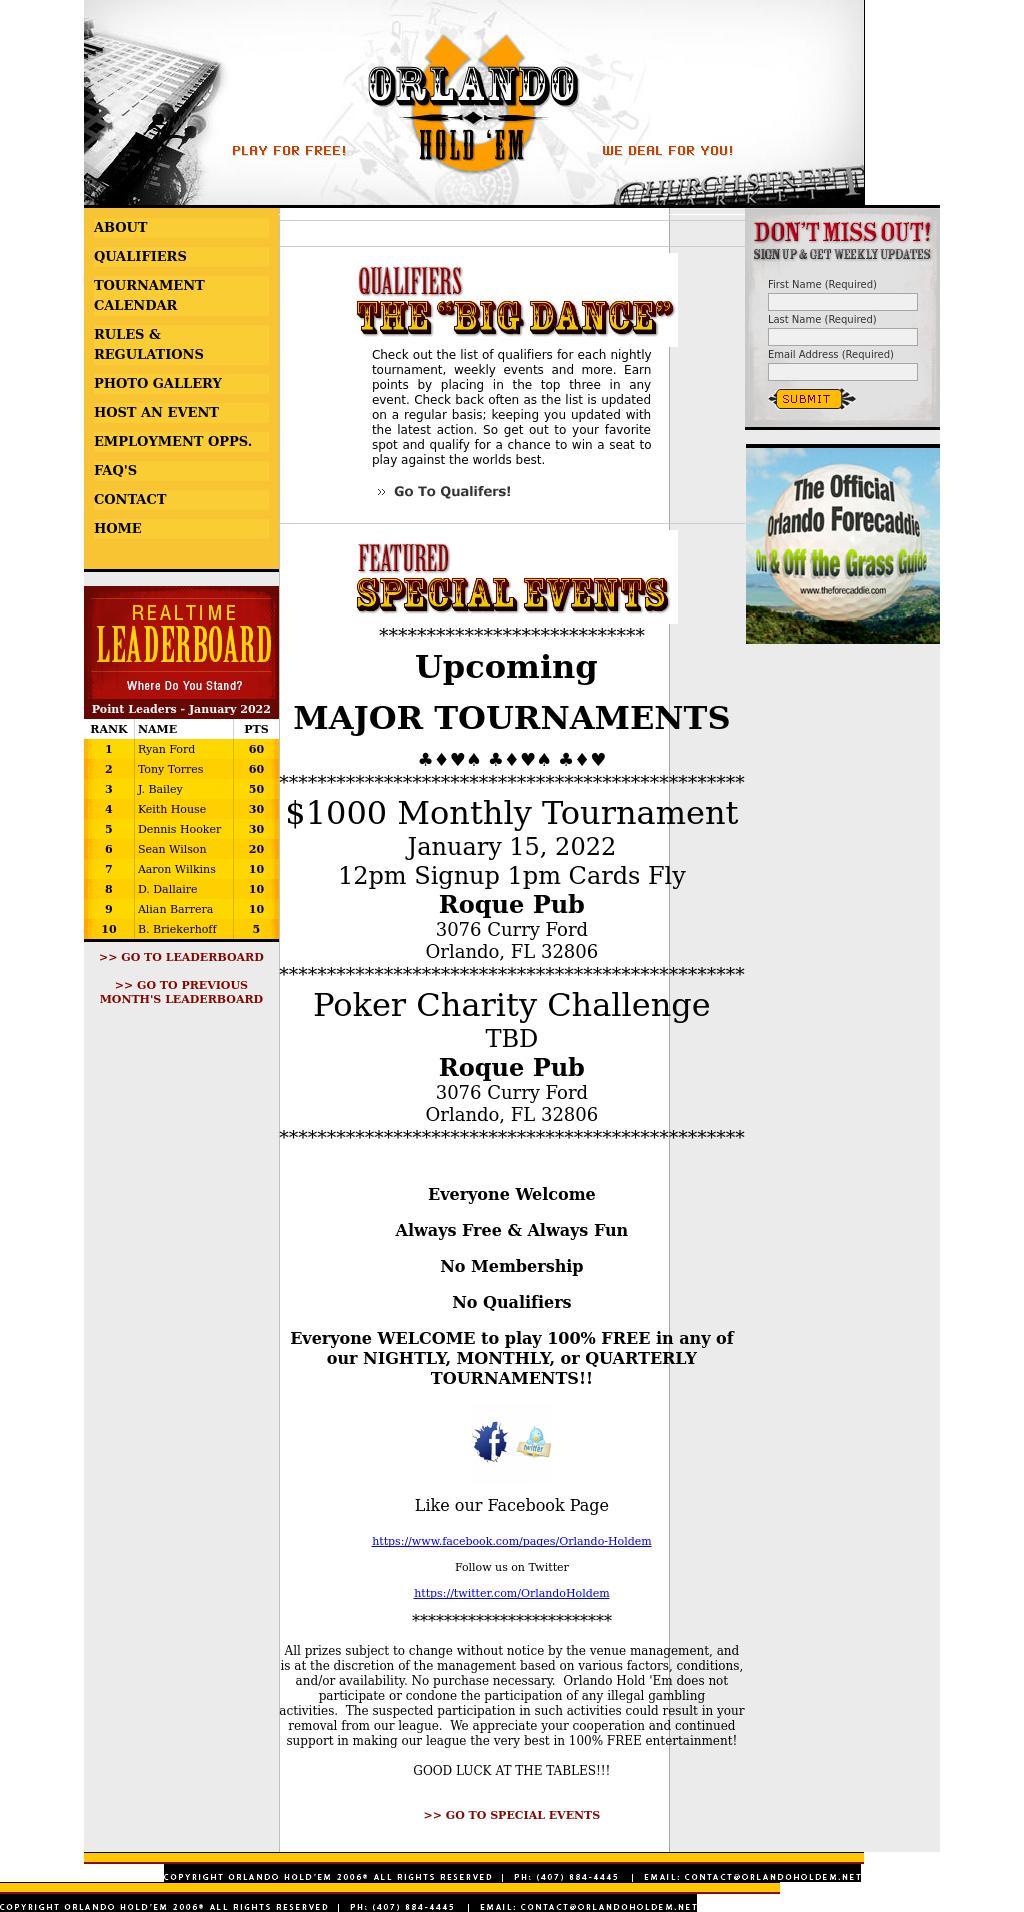 ORLANDO
HOLD 'EM
PLAY FOR FREE!
WE DEAL FOR YOU!
CHURCH STREET
MARKET
ABOUT
QUALIFIERS
TOURNAMENT
CALENDAR
RULES &
REGULATIONS
PHOTO GALLERY
HOST AN EVENT
EMPLOYMENT OPPS.
FAQ'S
CONTACT
HOME
REALTIME
LEADERBOARD
Where Do You Stand?
Point Leaders - January 2022
RANK NAME PTS
1 Ryan Ford 60
2 Tony Torres 60
3 J. Bailey 50
4 Keith House 30
5 Dennis Hooker 30
6 Sean Wilson 20
7 Aaron Wilkins 10
8 D. Dallaire 10
9 Alian Barrera 10
10 B. Briekerhoff 5
>> GO TO LEADERBOARD
>> GO TO PREVIOUS
MONTH'S LEADERBOARD
QUALIFIERS
THE "BIG DANCE"
Check out the list of qualifiers for each nightly
tournament, weekly events and more. Earn
points by placing in the top three in any
event. Check back often as the list is updated
on a regular basis; keeping you updated with
the latest action. So get out to your favorite
spot and qualify for a chance to win a seat to
play against the worlds best.
» Go To Qualifers!
FEATURED
SPECIAL EVENTS
****************************
Upcoming
MAJOR TOURNAMENTS
♣♦♥♠ ♣♦♥♠ ♣♦♥
*************************************************
$1000 Monthly Tournament
January 15, 2022
12pm Signup 1pm Cards Fly
Roque Pub
3076 Curry Ford
Orlando, FL 32806
*************************************************
Poker Charity Challenge
TBD
Roque Pub
3076 Curry Ford
Orlando, FL 32806
*************************************************
Everyone Welcome
Always Free & Always Fun
No Membership
No Qualifiers
Everyone WELCOME to play 100% FREE in any of
our NIGHTLY, MONTHLY, or QUARTERLY
TOURNAMENTS!!
twitter
Like our Facebook Page
https://www.facebook.com/pages/Orlando-Holdem
Follow us on Twitter
https://twitter.com/OrlandoHoldem
*************************
All prizes subject to change without notice by the venue management, and
is at the discretion of the management based on various factors, conditions,
and/or availability. No purchase necessary.  Orlando Hold 'Em does not
participate or condone the participation of any illegal gambling
activities.  The suspected participation in such activities could result in your
removal from our league.  We appreciate your cooperation and continued
support in making our league the very best in 100% FREE entertainment!
GOOD LUCK AT THE TABLES!!!
>> GO TO SPECIAL EVENTS
DON'T MISS OUT!
SIGN UP & GET WEEKLY UPDATES
First Name (Required)
Last Name (Required)
Email Address (Required)
SUBMIT
The Official
Orlando Forecaddie
On & Off the Grass Guide
www.theforecaddie.com
COPYRIGHT ORLANDO HOLD'EM 2006® ALL RIGHTS RESERVED | PH: (407) 884-4445 | EMAIL: CONTACT@ORLANDOHOLDEM.NET
COPYRIGHT ORLANDO HOLD'EM 2006® ALL RIGHTS RESERVED | PH: (407) 884-4445 | EMAIL: CONTACT@ORLANDOHOLDEM.NET